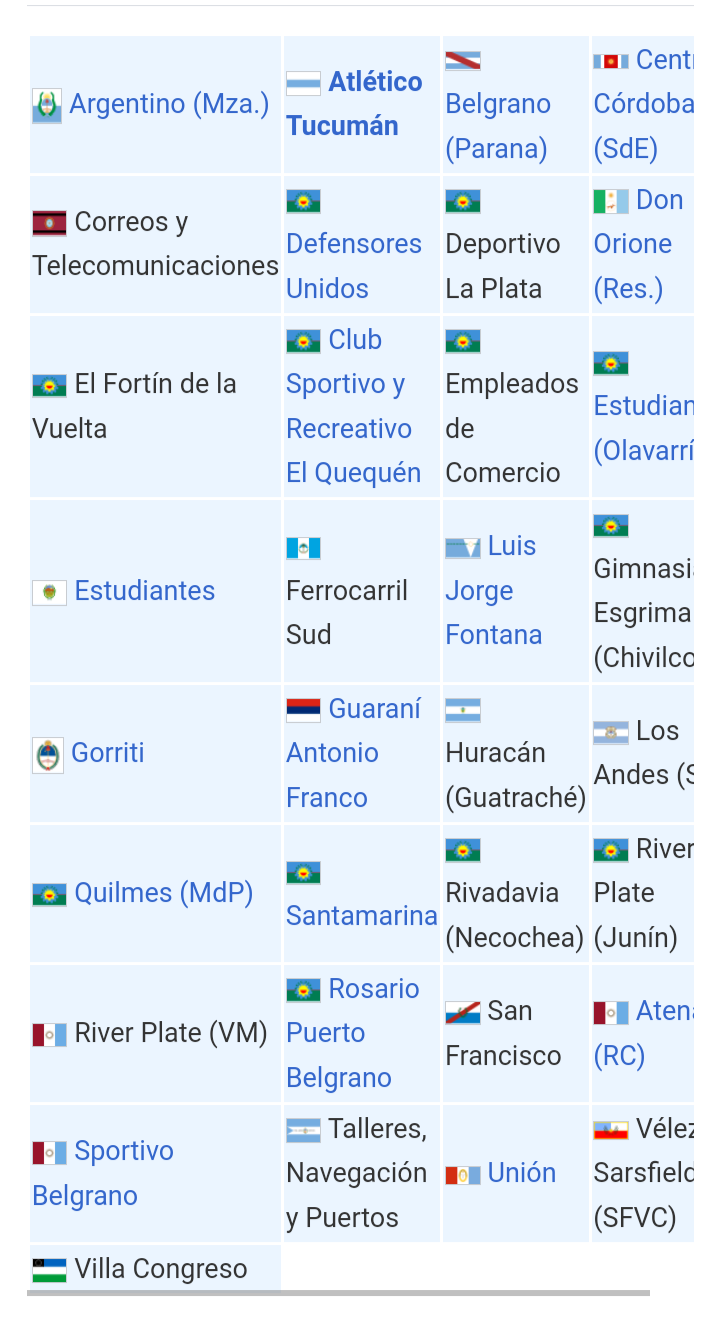 Argentino (Mza.)
Atlético
Tucumán
Belgrano
(Parana)
Cent
Córdoba
(SdE)
Correos y
Telecomunicaciones
Defensores
Unidos
Deportivo
La Plata
Don
Orione
(Res.)
El Fortín de la
Vuelta
Club
Sportivo y
Recreativo
El Quequén
Empleados
de
Comercio
Estudian
(Olavarrí
Estudiantes
Ferrocarril
Sud
Luis
Jorge
Fontana
Gimnasi
Esgrima
(Chivilco
Gorriti
Guaraní
Antonio
Franco
Huracán
(Guatraché)
Los
Andes (S
Quilmes (MdP)
Santamarina
Rivadavia
(Necochea)
River
Plate
(Junín)
River Plate (VM)
Rosario
Puerto
Belgrano
San
Francisco
Aten
(RC)
Sportivo
Belgrano
Talleres,
Navegación
y Puertos
Unión
Vélez
Sarsfield
(SFVC)
Villa Congreso